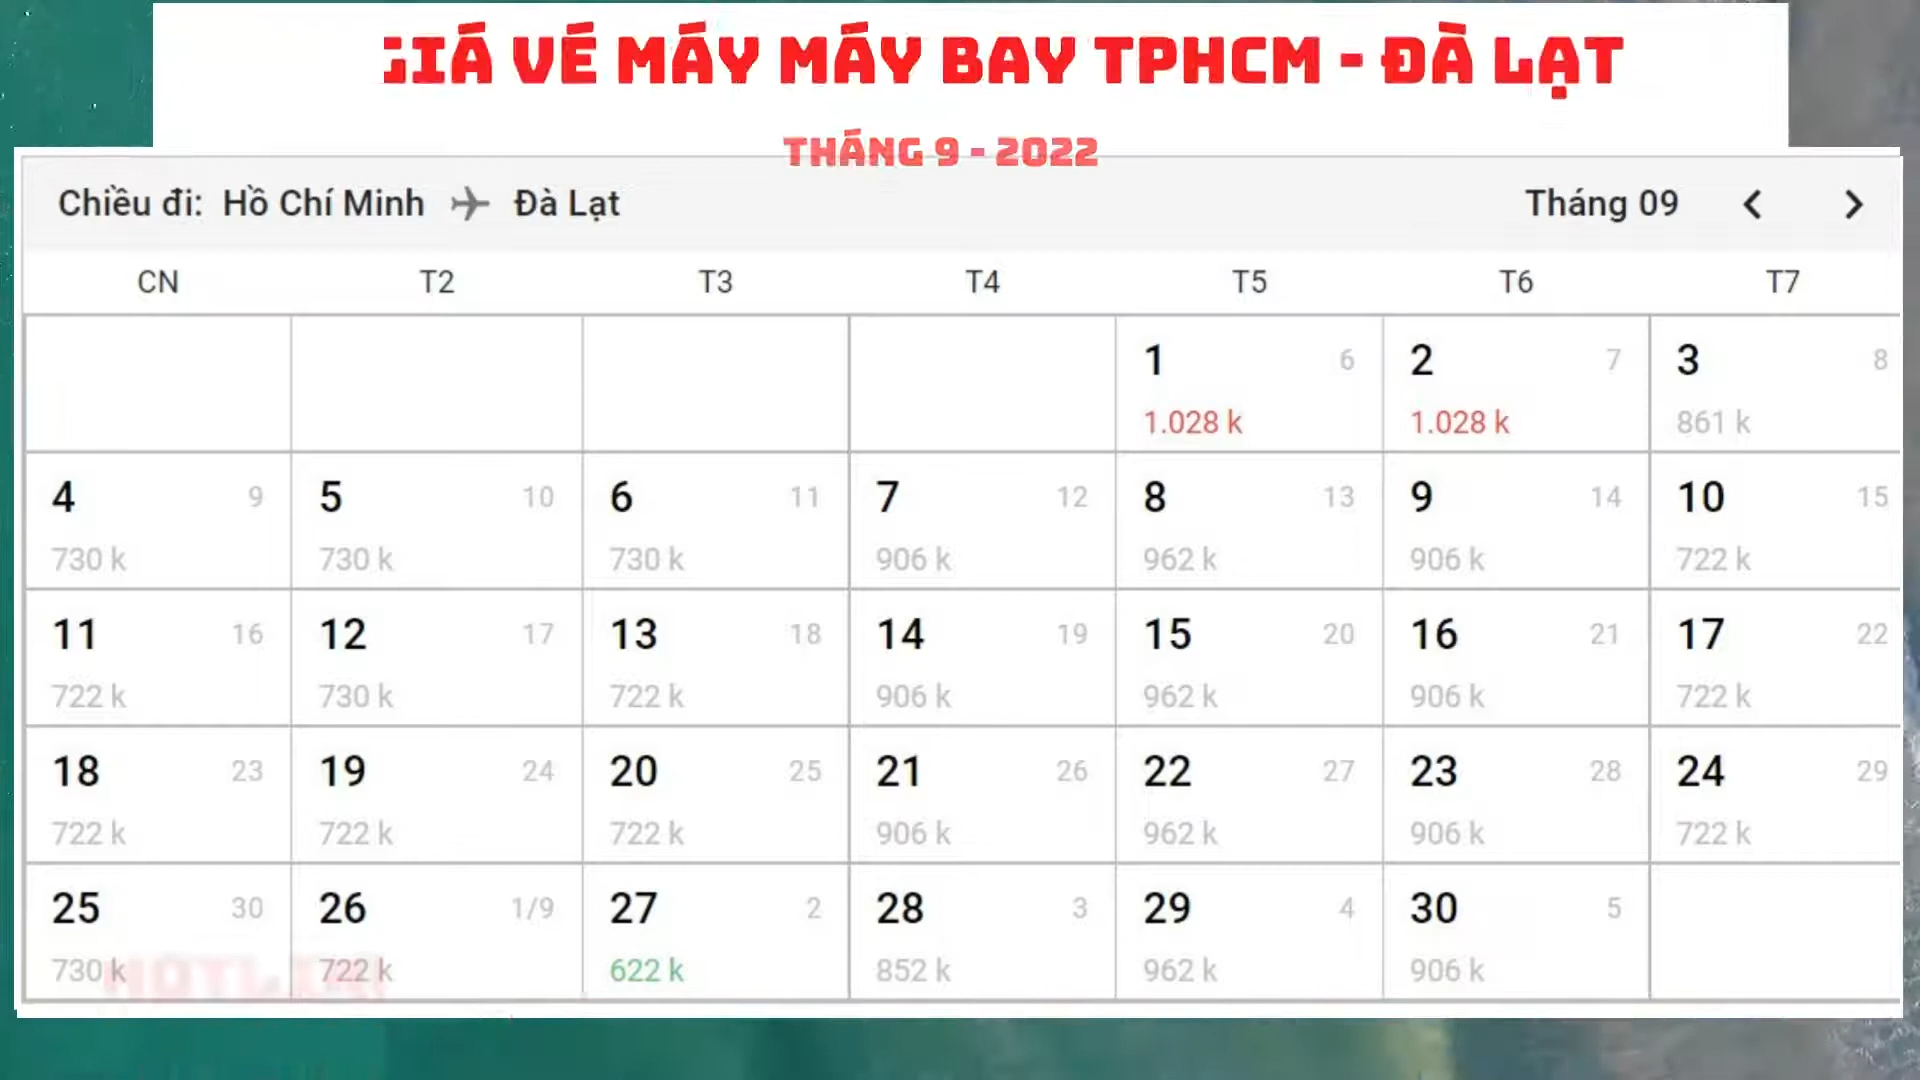 GIÁ VÉ MÁY MÁY BAY TPHCM - ĐÀ LẠT
THÁNG 9 - 2022
Chiều đi: Hồ Chí Minh Đà Lạt Tháng 09
CN T2 T3 T4 T5 T6 T7
1 6 2 7 3 8
1.028 k 1.028 k 861 k
4 9 5 10 6 11 7 12 8 13 9 14 10 15
730 k 730 k 730 k 906 k 962 k 906 k 722 k
11 16 12 17 13 18 14 19 15 20 16 21 17 22
722 k 730 k 722 k 906 k 962 k 906 k 722 k
18 23 19 24 20 25 21 26 22 27 23 28 24 29
722 k 722 k 722 k 906 k 962 k 906 k 722 k
25 30 26 1/9 27 2 28 3 29 4 30 5
730 k 722 k 622 k 852 k 962 k 906 k